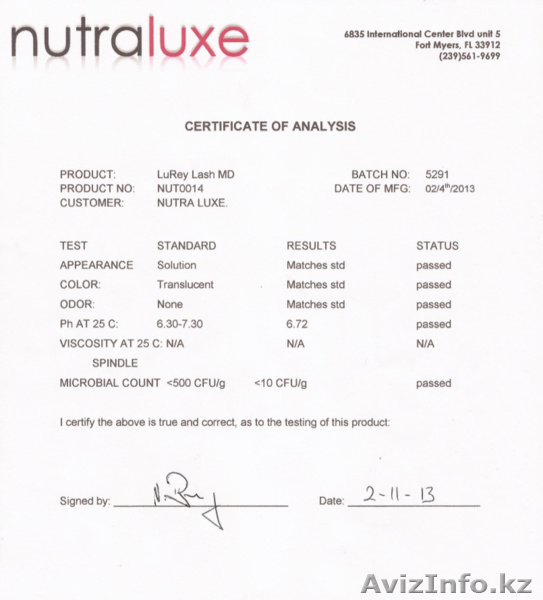 nutraluxe
6835 International Center Blvd unit 5
Fort Myers, FL 33912
(239)561-9699
CERTIFICATE OF ANALYSIS
PRODUCT: LuRey Lash MD BATCH NO: 5291
PRODUCT NO: NUT0014 DATE OF MFG: 02/4th/2013
CUSTOMER: NUTRA LUXE.
TEST STANDARD RESULTS STATUS
APPEARANCE Solution Matches std passed
COLOR: Translucent Matches std passed
ODOR: None Matches std passed
Ph AT 25 C: 6.30-7.30 6.72 passed
VISCOSITY AT 25 C: N/A N/A N/A
SPINDLE
MICROBIAL COUNT <500 CFU/g <10 CFU/g passed
I certify the above is true and correct, as to the testing of this product:
Signed by: Date: 2-11-13
AvizInfo.kz